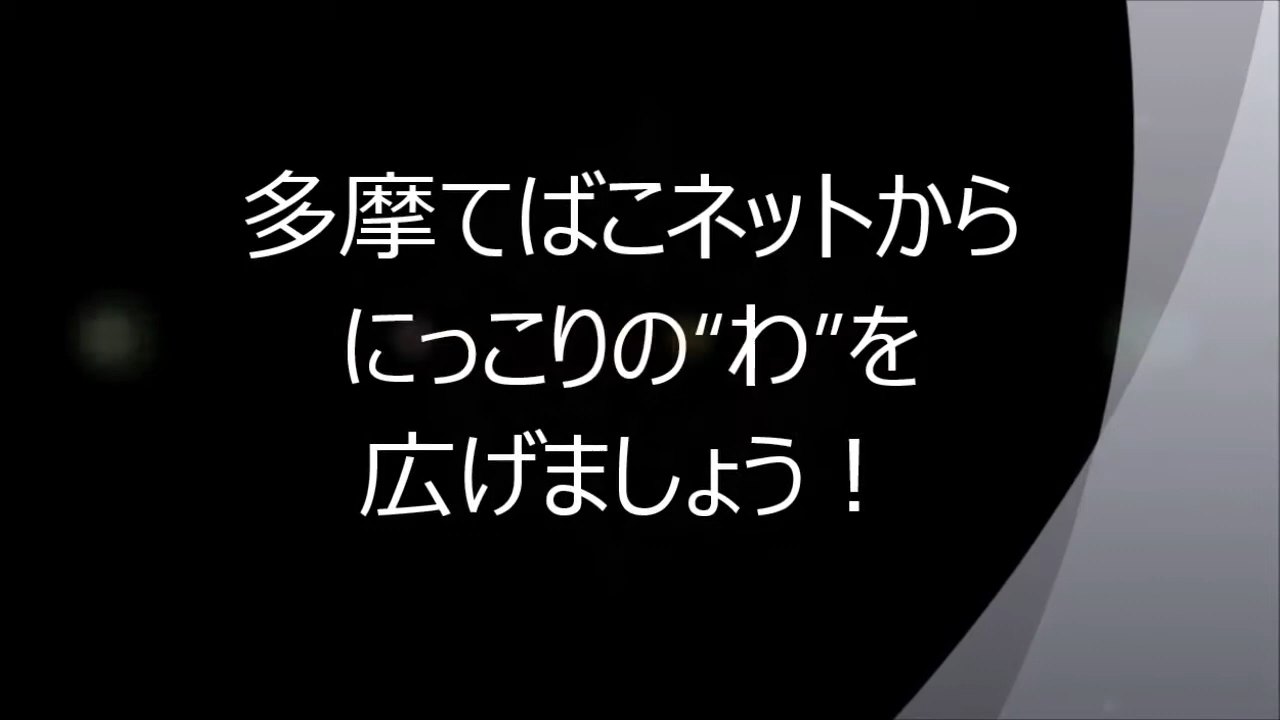 多摩てばこネットから
にっこりの“わ”を
広げましょう！